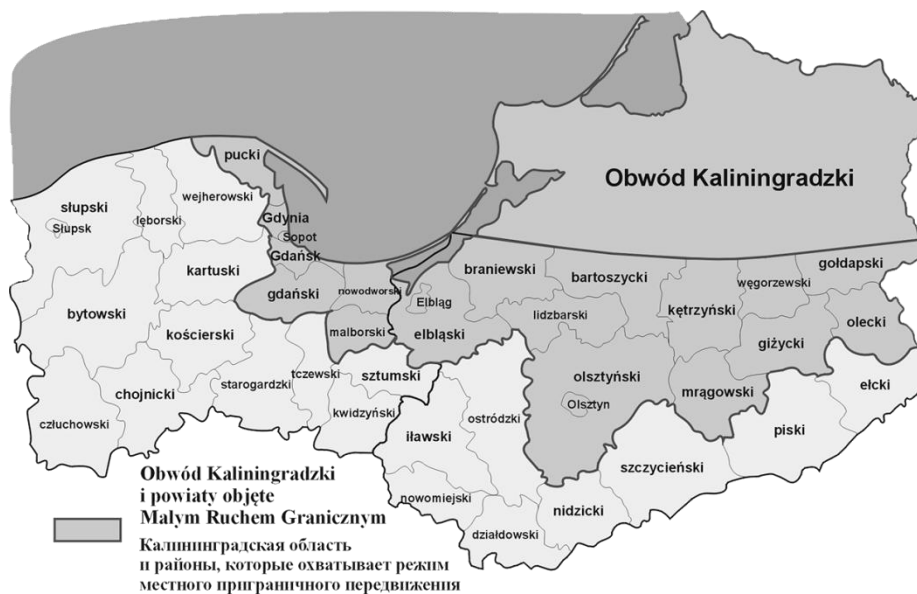 pucki
Obwód Kaliningradzki
wejherowski
słupski
Słupsk
lęborski
Gdynia
Sopot
Gdańsk
kartuski
gdański
nowodworski
Elbląg
braniewski
bartoszycki
węgorzewski
gołdapski
bytowski
kościerski
malborski
elbląski
lidzbarski
kętrzyński
giżycki
olecki
człuchowski
chojnicki
starogardzki
tczewski
sztumski
kwidzyński
ostródzki
olsztyński
Olsztyn
mrągowski
ełcki
iławski
piski
szczycieński
nowomiejski
nidzicki
działdowski
Obwód Kaliningradzki
i powiaty objęte
Małym Ruchem Granicznym
Калининградская область
и районы, которые охватывает режим
местного приграничного передвижения